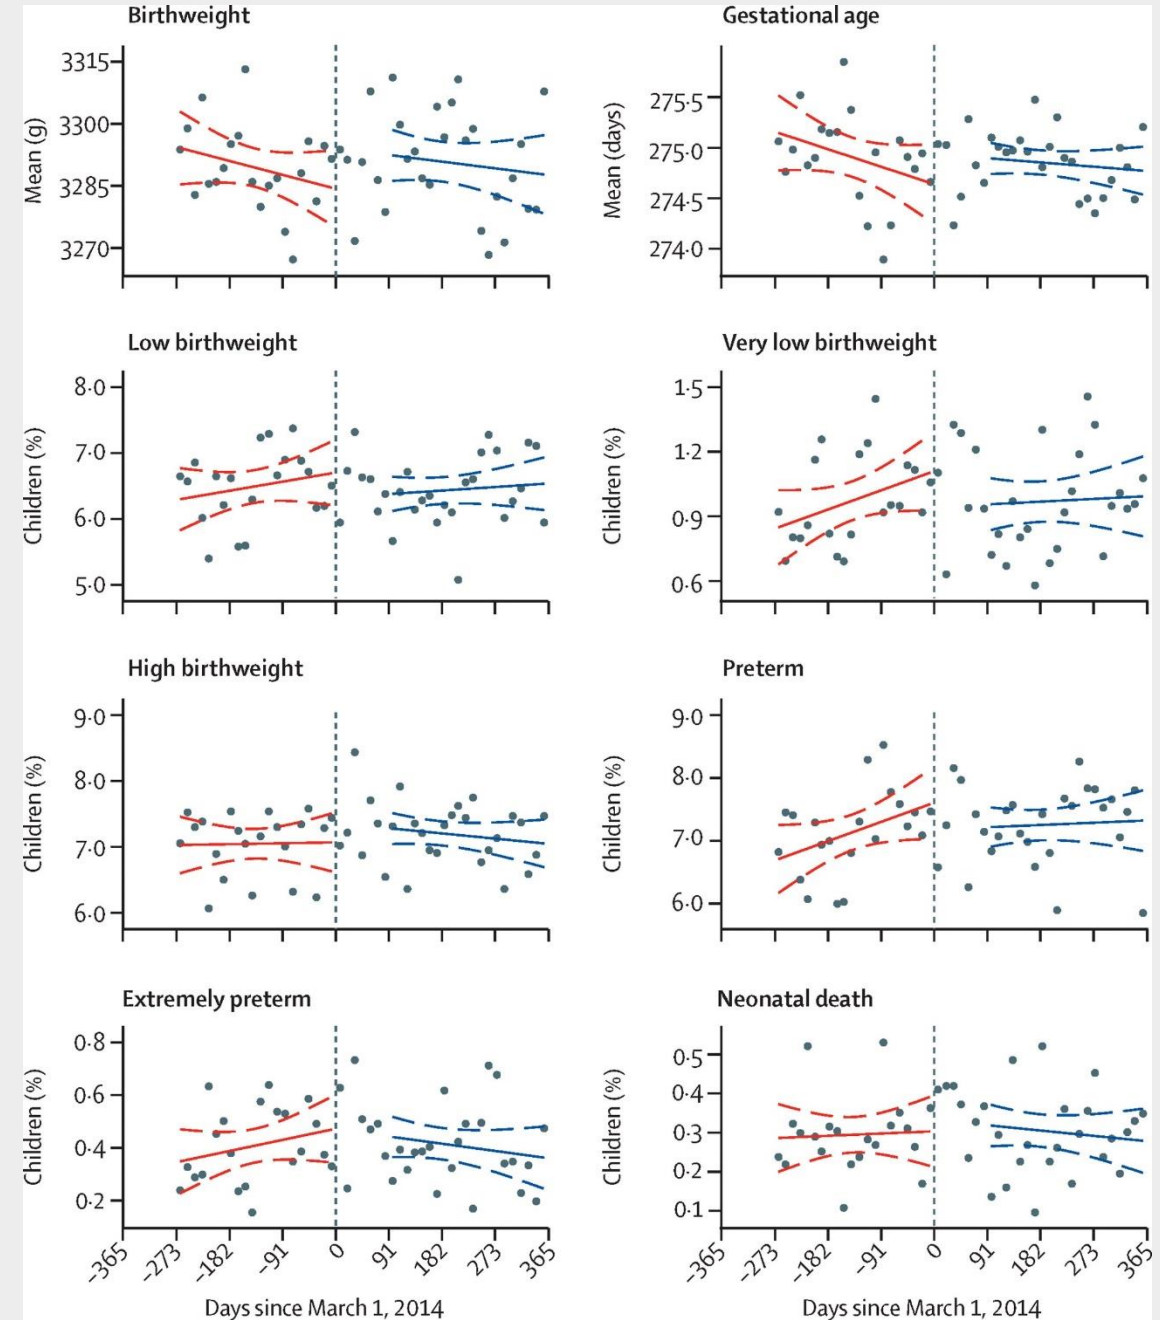 Birthweight
Mean (g)
3315
3300
3285
3270
Gestational age
Mean (days)
275·5
275·0
274·5
274·0
Low birthweight
Children (%)
8·0
7·0
6·0
5·0
Very low birthweight
Children (%)
1·5
1·2
0·9
0·6
High birthweight
Children (%)
9·0
8·0
7·0
6·0
Preterm
Children (%)
9·0
8·0
7·0
6·0
Extremely preterm
Children (%)
0·8
0·6
0·4
0·2
-365
-273
-182
-91
0
91
182
273
365
Days since March 1, 2014
Neonatal death
Children (%)
0·5
0·4
0·3
0·2
0·1
-365
-273
-182
-91
0
91
182
273
365
Days since March 1, 2014